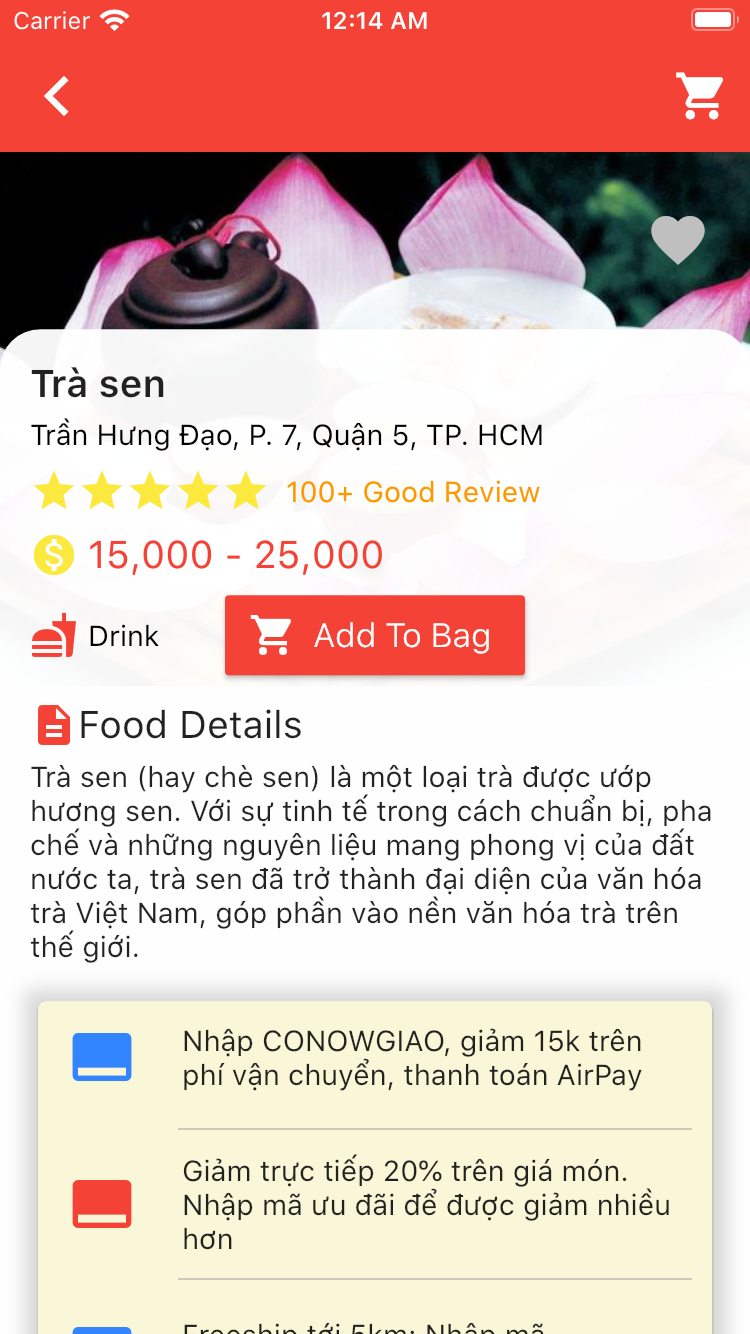 Carrier 12:14 AM
Trà sen
Trần Hưng Đạo, P. 7, Quận 5, TP. HCM
100+ Good Review
$ 15,000 - 25,000
Drink
Add To Bag
Food Details
Trà sen (hay chè sen) là một loại trà được ướp
hương sen. Với sự tinh tế trong cách chuẩn bị, pha
chế và những nguyên liệu mang phong vị của đất
nước ta, trà sen đã trở thành đại diện của văn hóa
trà Việt Nam, góp phần vào nền văn hóa trà trên
thế giới.
Nhập CONOWGIAO, giảm 15k trên
phí vận chuyển, thanh toán AirPay
Giảm trực tiếp 20% trên giá món.
Nhập mã ưu đãi để được giảm nhiều
hơn
Freeship tới 5km: Nhập mã